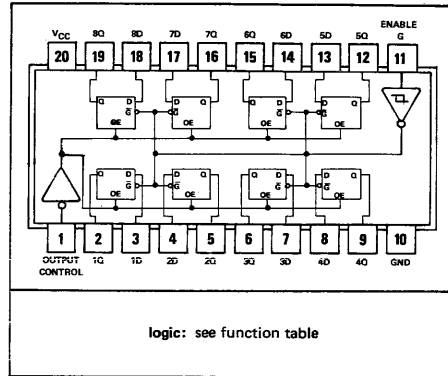 VCC 8Q 8D 7D 7Q 6Q 6D 5D 5Q ENABLE G
20 19 18 17 16 15 14 13 12 11
Q D D Q Q D D Q
G G G G
OE OE
Q D D Q Q D D Q
G G G G
OE OE OE OE
1 2 3 4 5 6 7 8 9 10
OUTPUT CONTROL 1Q 1D 2D 2Q 3Q 3D 4D 4Q GND
logic: see function table